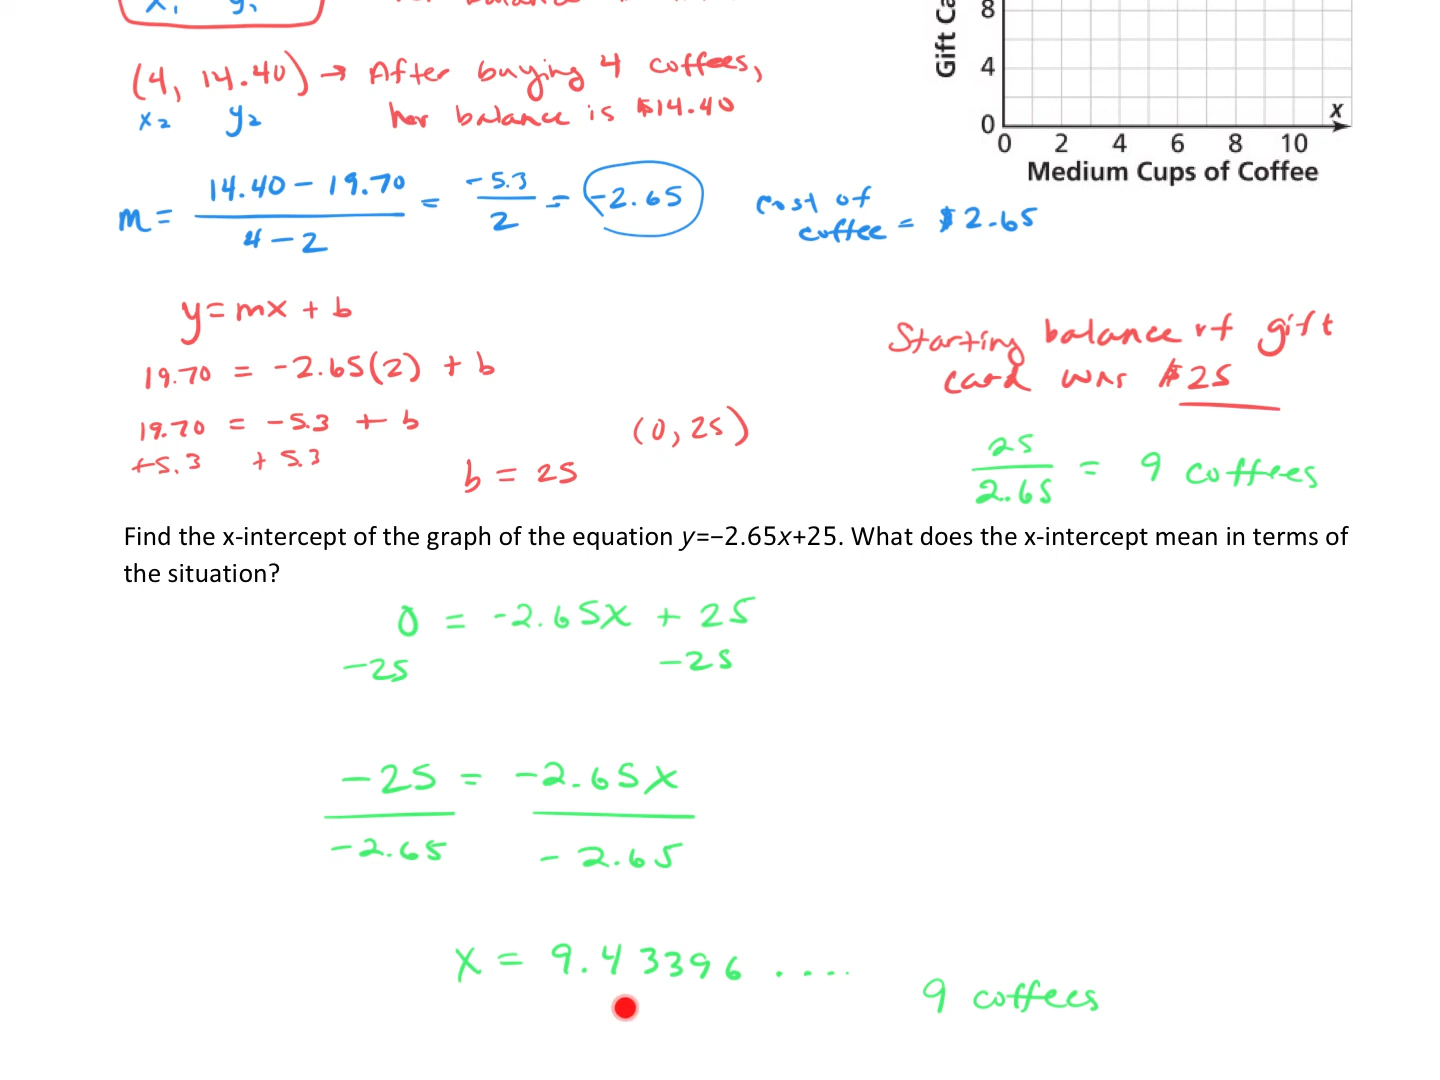 x₁ y₁
(4, 14.40) → After buying 4 coffees,
x₂ y₂ her balance is $14.40
m = 14.40 − 19.70 / 4 − 2 = −5.3 / 2 = −2.65
cost of
coffee = $2.65
Gift Ca
8
4
0
x
0 2 4 6 8 10
Medium Cups of Coffee
y = mx + b
19.70 = -2.65(2) + b
19.70 = -5.3 + b
+5.3 +5.3
b = 25
(0, 25)
Starting balance of gift
card was $25
25 / 2.65 = 9 coffees
Find the x-intercept of the graph of the equation y=−2.65x+25. What does the x-intercept mean in terms of
the situation?
0 = -2.65x + 25
-25 -25
-25 = -2.65x
-2.65 -2.65
x = 9.43396 ....
9 coffees